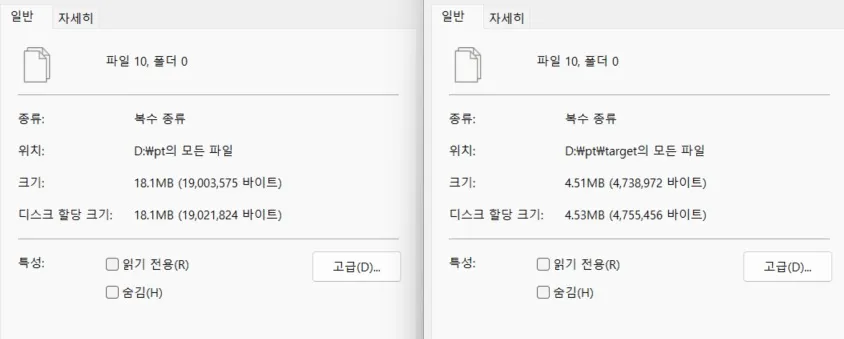 일반 자세히
파일 10, 폴더 0
종류: 복수 종류
위치: D:₩pt의 모든 파일
크기: 18.1MB (19,003,575 바이트)
디스크 할당 크기: 18.1MB (19,021,824 바이트)
특성: 읽기 전용(R) 고급(D)...
숨김(H)
일반 자세히
파일 10, 폴더 0
종류: 복수 종류
위치: D:₩pt₩target의 모든 파일
크기: 4.51MB (4,738,972 바이트)
디스크 할당 크기: 4.53MB (4,755,456 바이트)
특성: 읽기 전용(R) 고급(D)...
숨김(H)